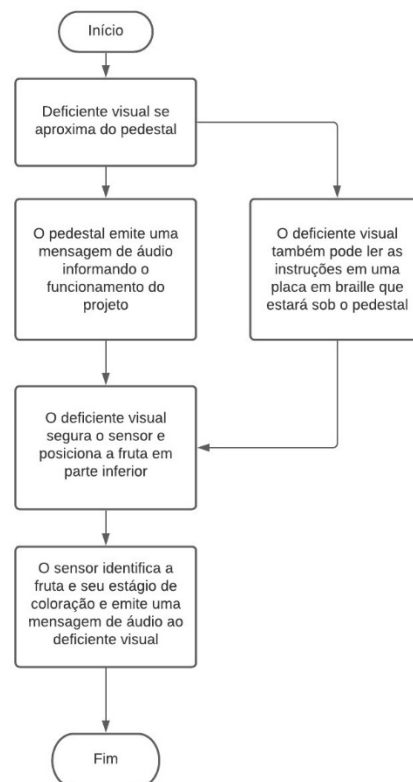 Início
Deficiente visual se
aproxima do pedestal
O pedestal emite uma
mensagem de áudio
informando o
funcionamento do
projeto
O deficiente visual
também pode ler as
instruções em uma
placa em braille que
estará sob o pedestal
O deficiente visual
segura o sensor e
posiciona a fruta em
parte inferior
O sensor identifica a
fruta e seu estágio de
coloração e emite uma
mensagem de áudio ao
deficiente visual
Fim